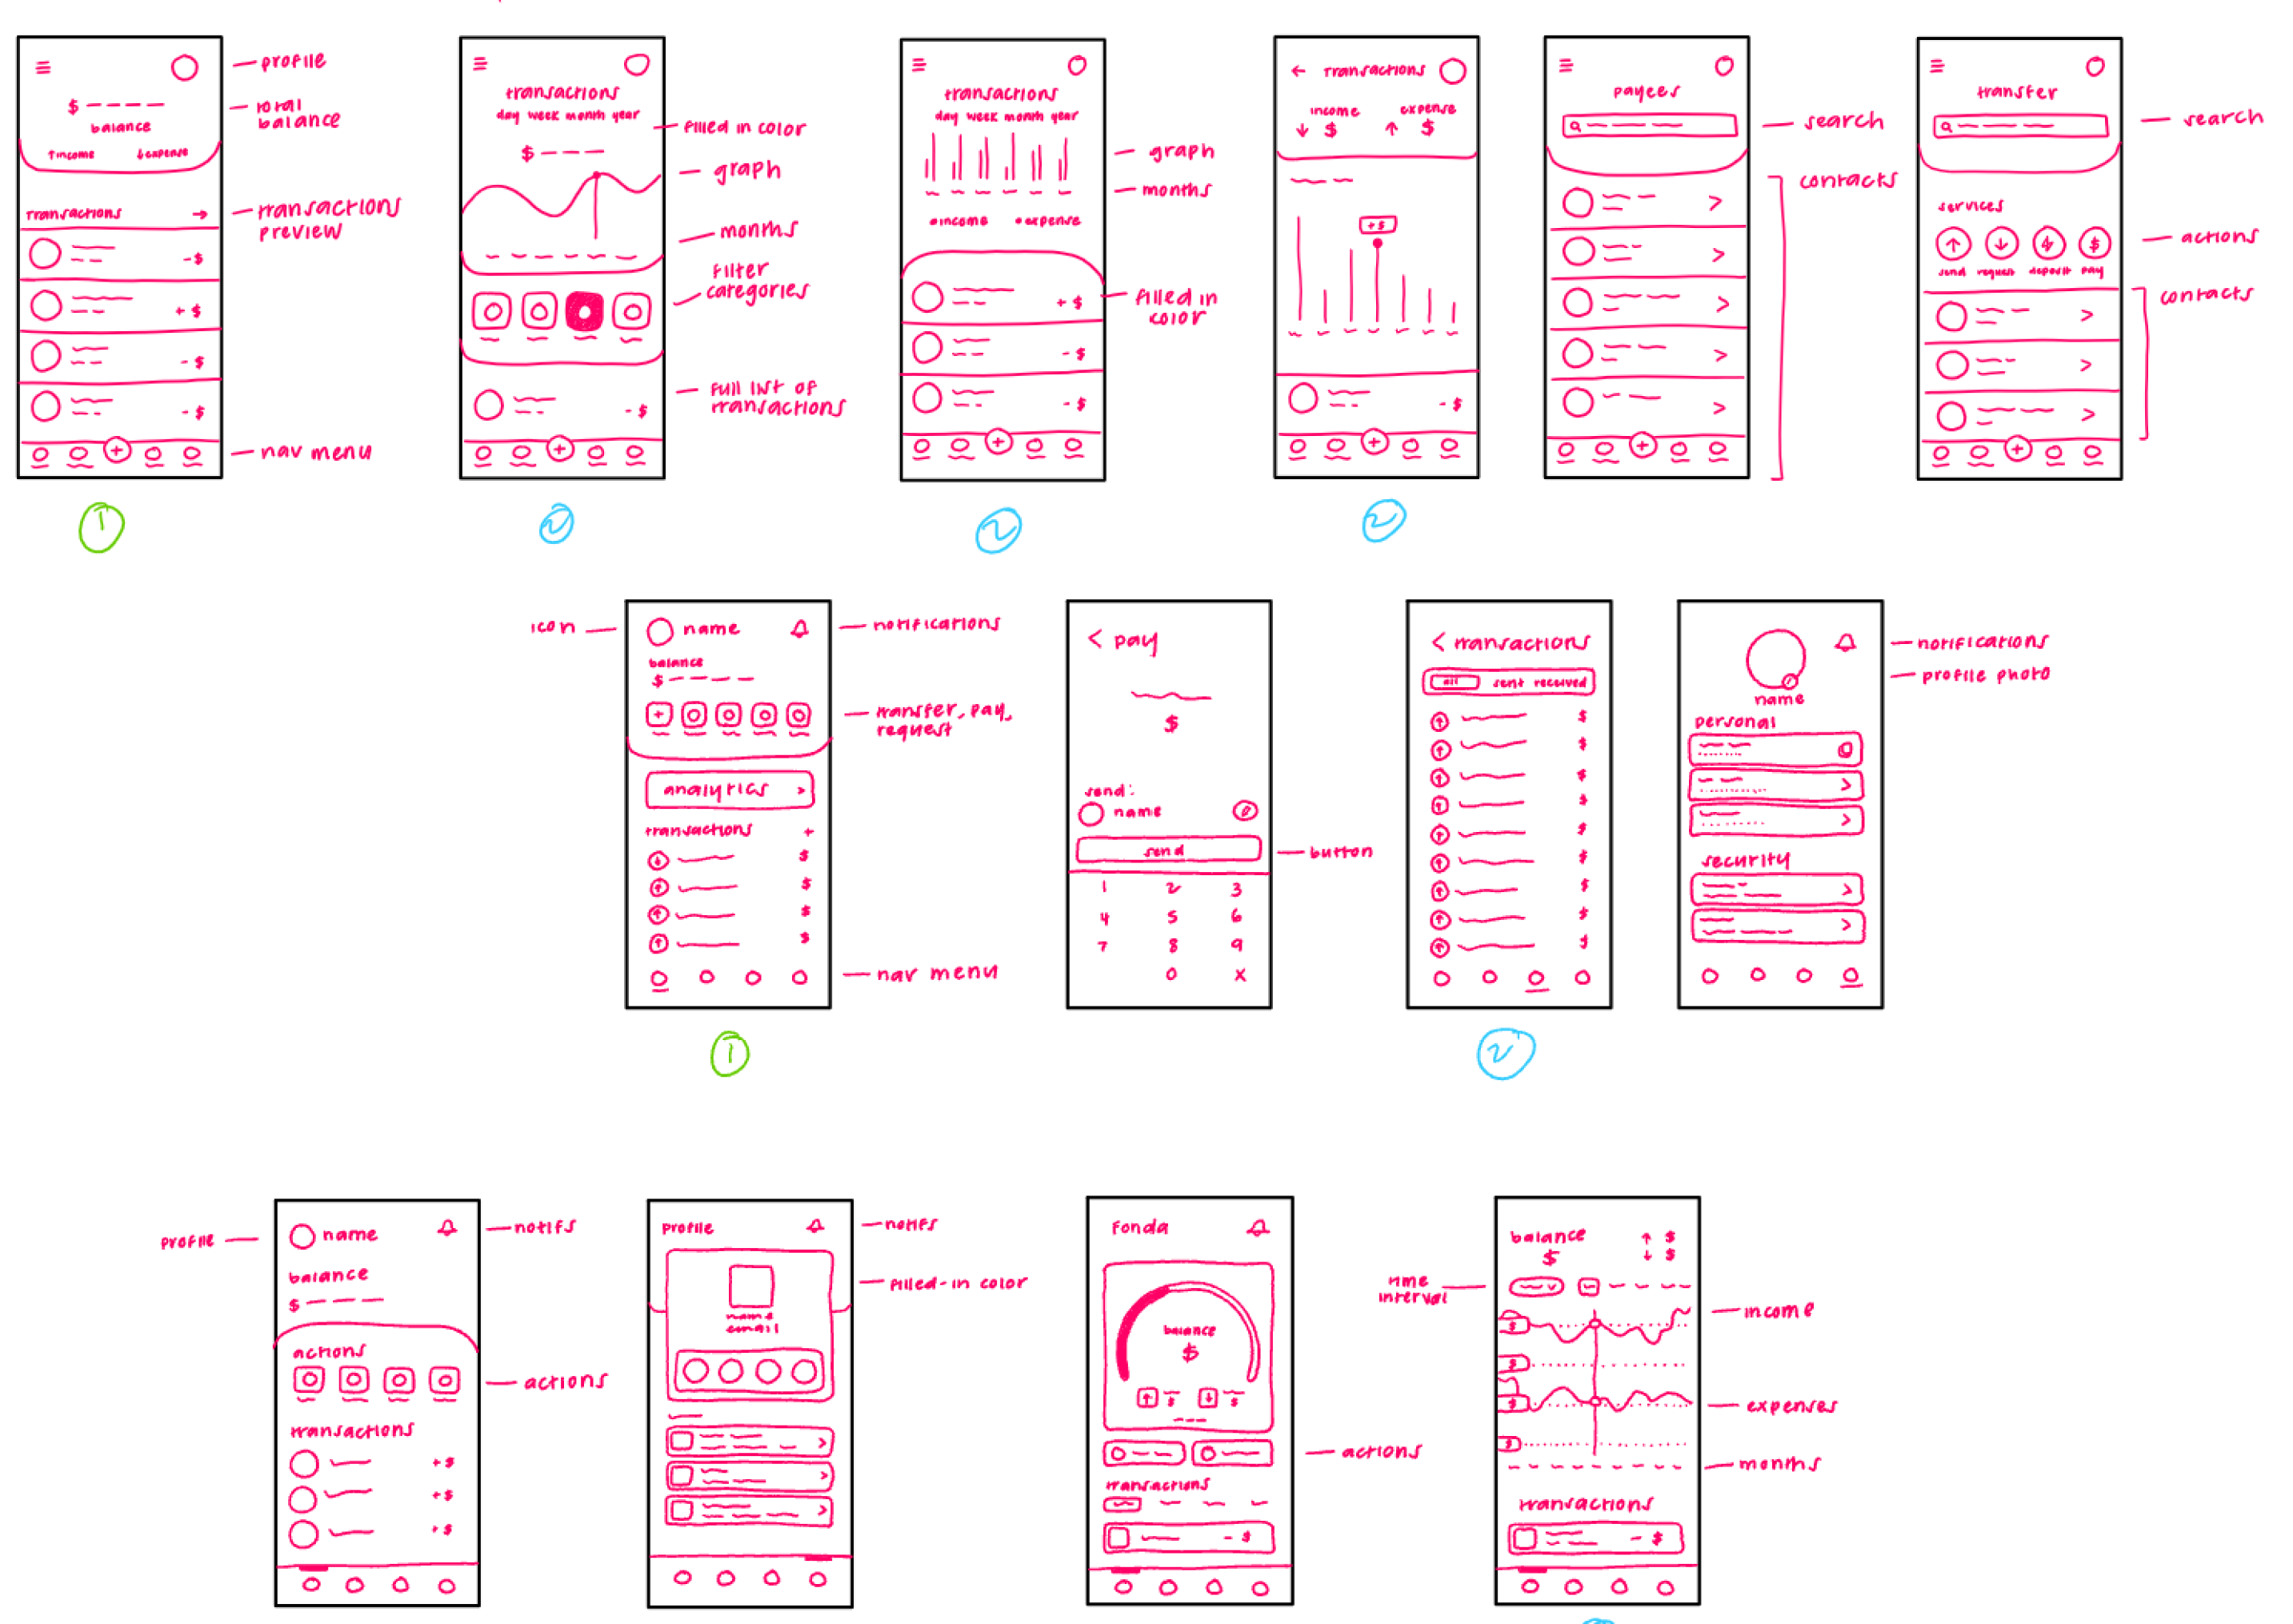 profile
$
total
balance
balance
↑income ↓expense
transactions →
transactions
preview
- $
+ $
- $
- $
+
nav menu
1
transactions
day week month year
filled in color
$
graph
months
filter
categories
full list of
transactions
- $
+
2
transactions
day week month year
graph
months
•income •expense
+ $
filled in
color
- $
- $
+
2
← transactions
income expense
↓ $ ↑ $
+$
- $
+
2
payees
search
contacts
>
>
>
>
>
+
transfer
search
services
↑ ↓ $
send request deposit pay
actions
contacts
>
>
>
+
icon
name
notifications
balance
$
+
transfer, pay,
request
analytics >
transactions +
↓ $
↑ $
↑ $
↑ $
nav menu
1
< pay
$
send:
name
send
button
1 2 3
4 5 6
7 8 9
0 x
< transactions
all sent received
↑ $
↑ $
↑ $
↑ $
↑ $
↑ $
↑ $
↑ $
↑ $
2
notifications
profile photo
name
personal
>
>
security
>
>
profile
name
notifs
balance
$
actions
actions
transactions
+ $
+ $
+ $
profile
notifs
filled-in color
name
email
>
>
>
Fonda
balance
$
↑ $ ↓ $
actions
transactions
- $
balance ↑ $
$ ↓ $
time
interval
income
$
$
expenses
$
$
months
transactions
- $